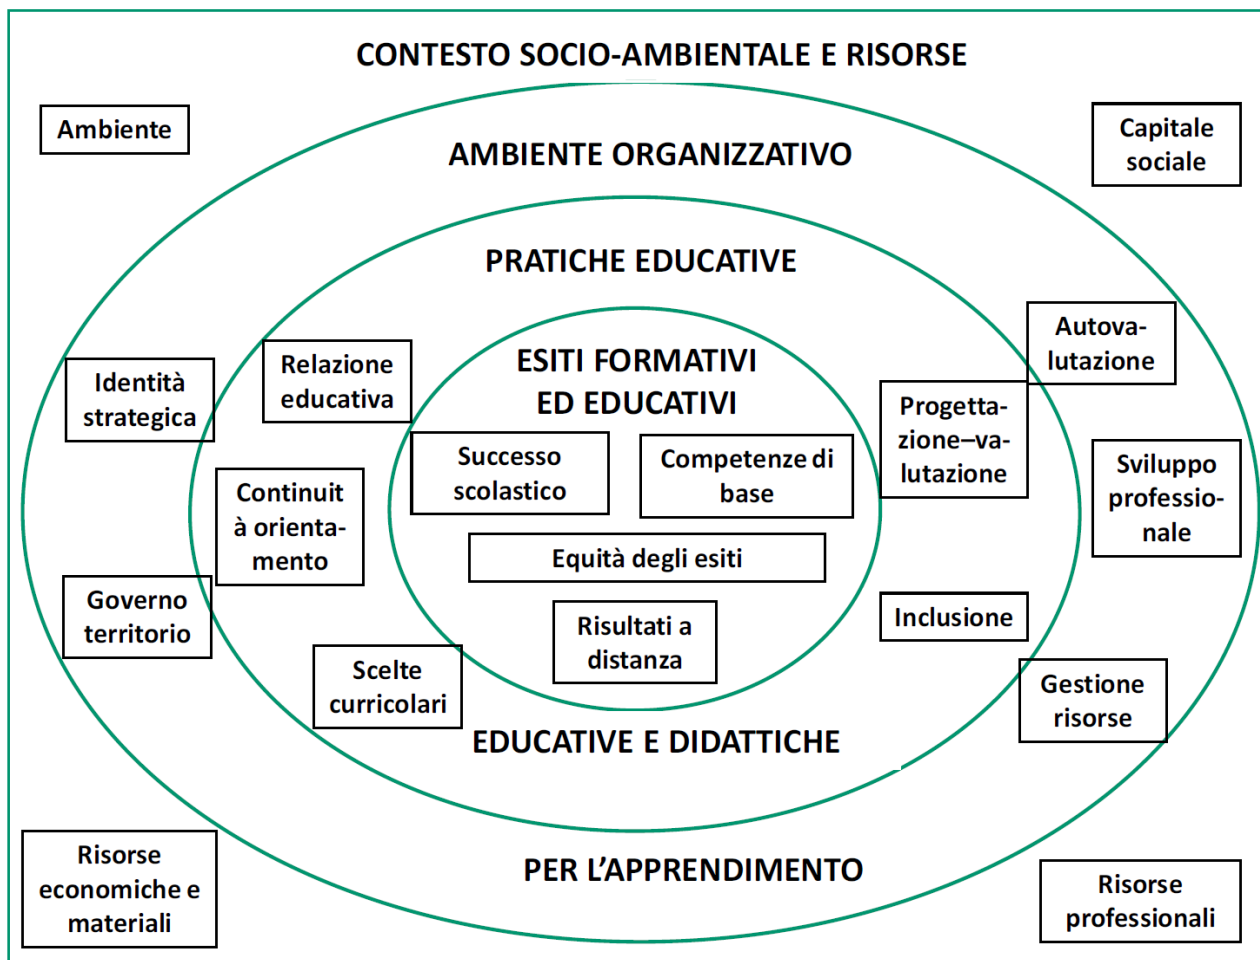 CONTESTO SOCIO-AMBIENTALE E RISORSE
Ambiente
Capitale
sociale
AMBIENTE ORGANIZZATIVO
PRATICHE EDUCATIVE
Autova-
lutazione
Relazione
educativa
ESITI FORMATIVI
ED EDUCATIVI
Identità
strategica
Progetta-
zione–va-
lutazione
Successo
scolastico
Competenze di
base
Sviluppo
professio-
nale
Continuit
à orienta-
mento
Equità degli esiti
Governo
territorio
Inclusione
Risultati a
distanza
Scelte
curricolari
Gestione
risorse
EDUCATIVE E DIDATTICHE
PER L’APPRENDIMENTO
Risorse
economiche e
materiali
Risorse
professionali